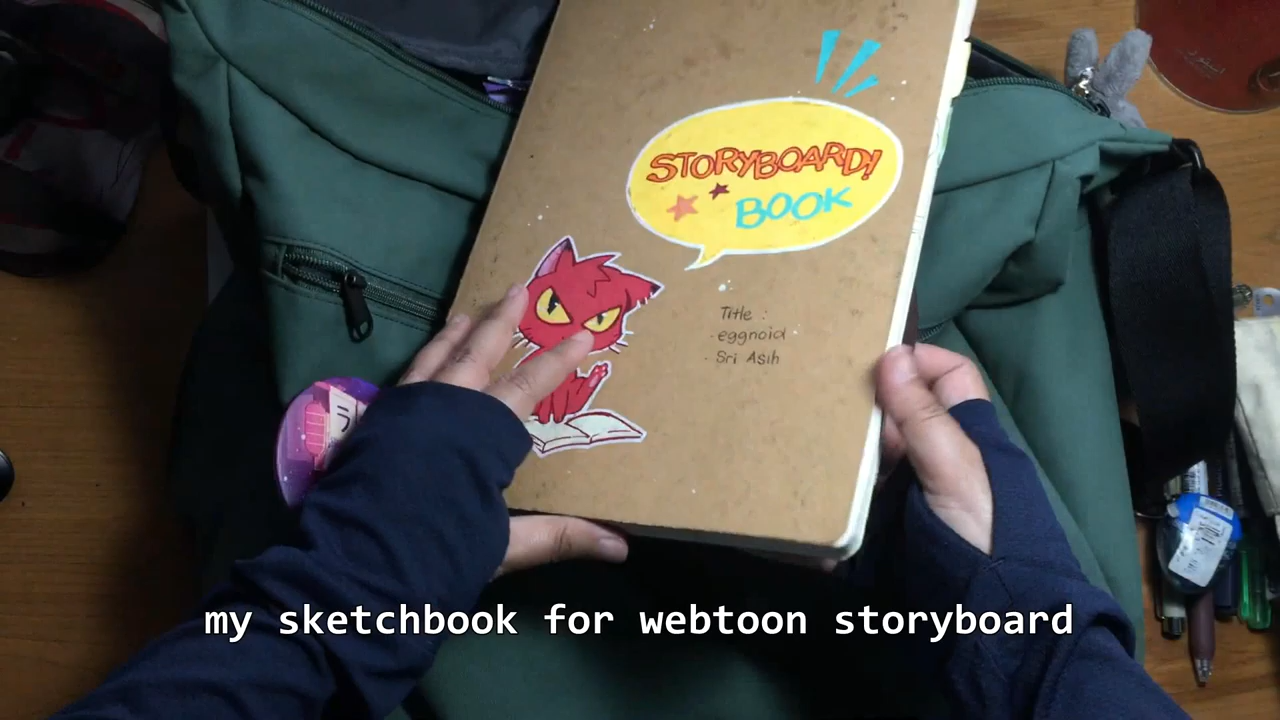 STORYBOARD!
BOOK
Title :
- eggnoid
- Sri Asih
my sketchbook for webtoon storyboard